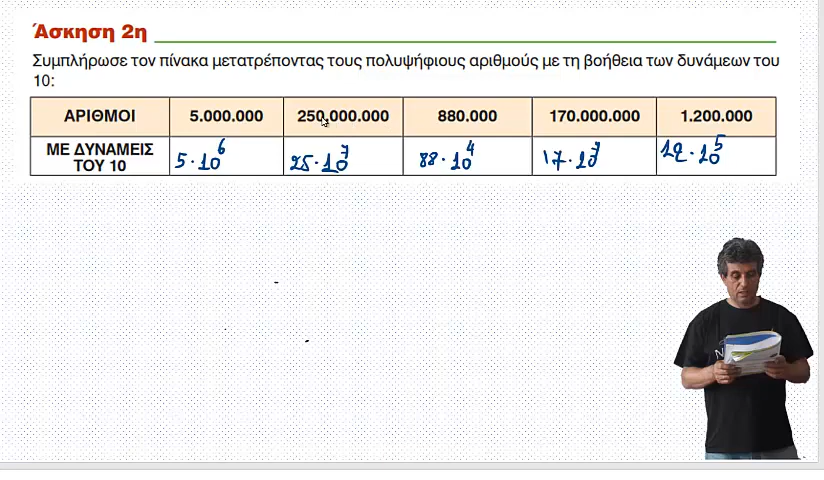 Άσκηση 2η
Συμπλήρωσε τον πίνακα μετατρέποντας τους πολυψήφιους αριθμούς με τη βοήθεια των δυνάμεων του
10:
ΑΡΙΘΜΟΙ 5.000.000 250.000.000 880.000 170.000.000 1.200.000
ΜΕ ΔΥΝΑΜΕΙΣ
ΤΟΥ 10 5·10⁶ 25·10⁷ 88·10⁴ 17·10⁷ 12·10⁵